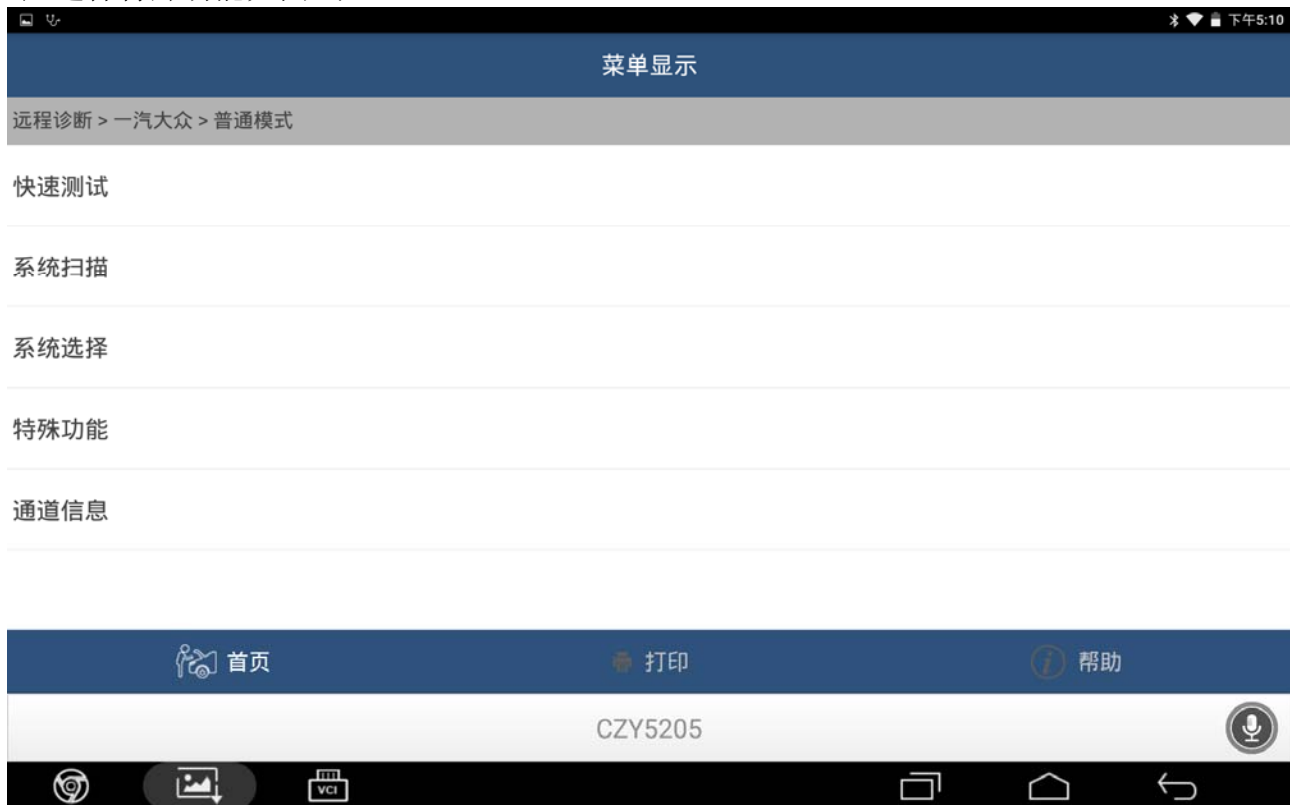 下午5:10
菜单显示
远程诊断 > 一汽大众 > 普通模式
快速测试
系统扫描
系统选择
特殊功能
通道信息
首页 打印 帮助
CZY5205
VCI